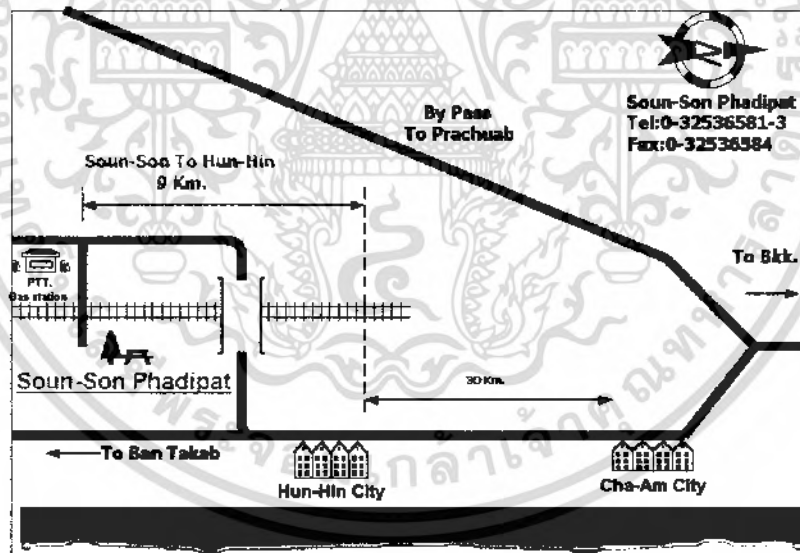 By Pass
To Prachuab
Soun-Son Phadipat
Tel:0-32536581-3
Fax:0-32536584
Soun-Son To Hun-Hin
9 Km.
To Bkk.
PTT.
Gas station
Soun-Son Phadipat
30 Km.
To Ban Takab
Hun-Hin City
Cha-Am City